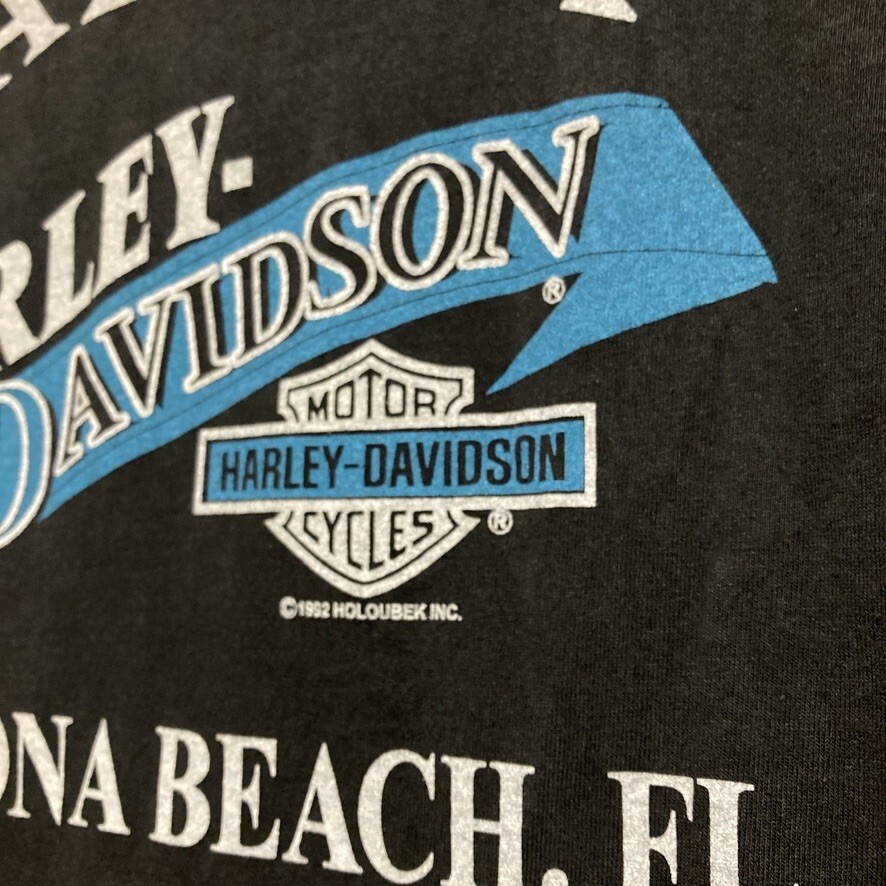 RLEY-
DAVIDSON®
MOTOR
HARLEY-DAVIDSON
CYCLES®
©1992 HOLOUBEK INC.
ONA BEACH, FL